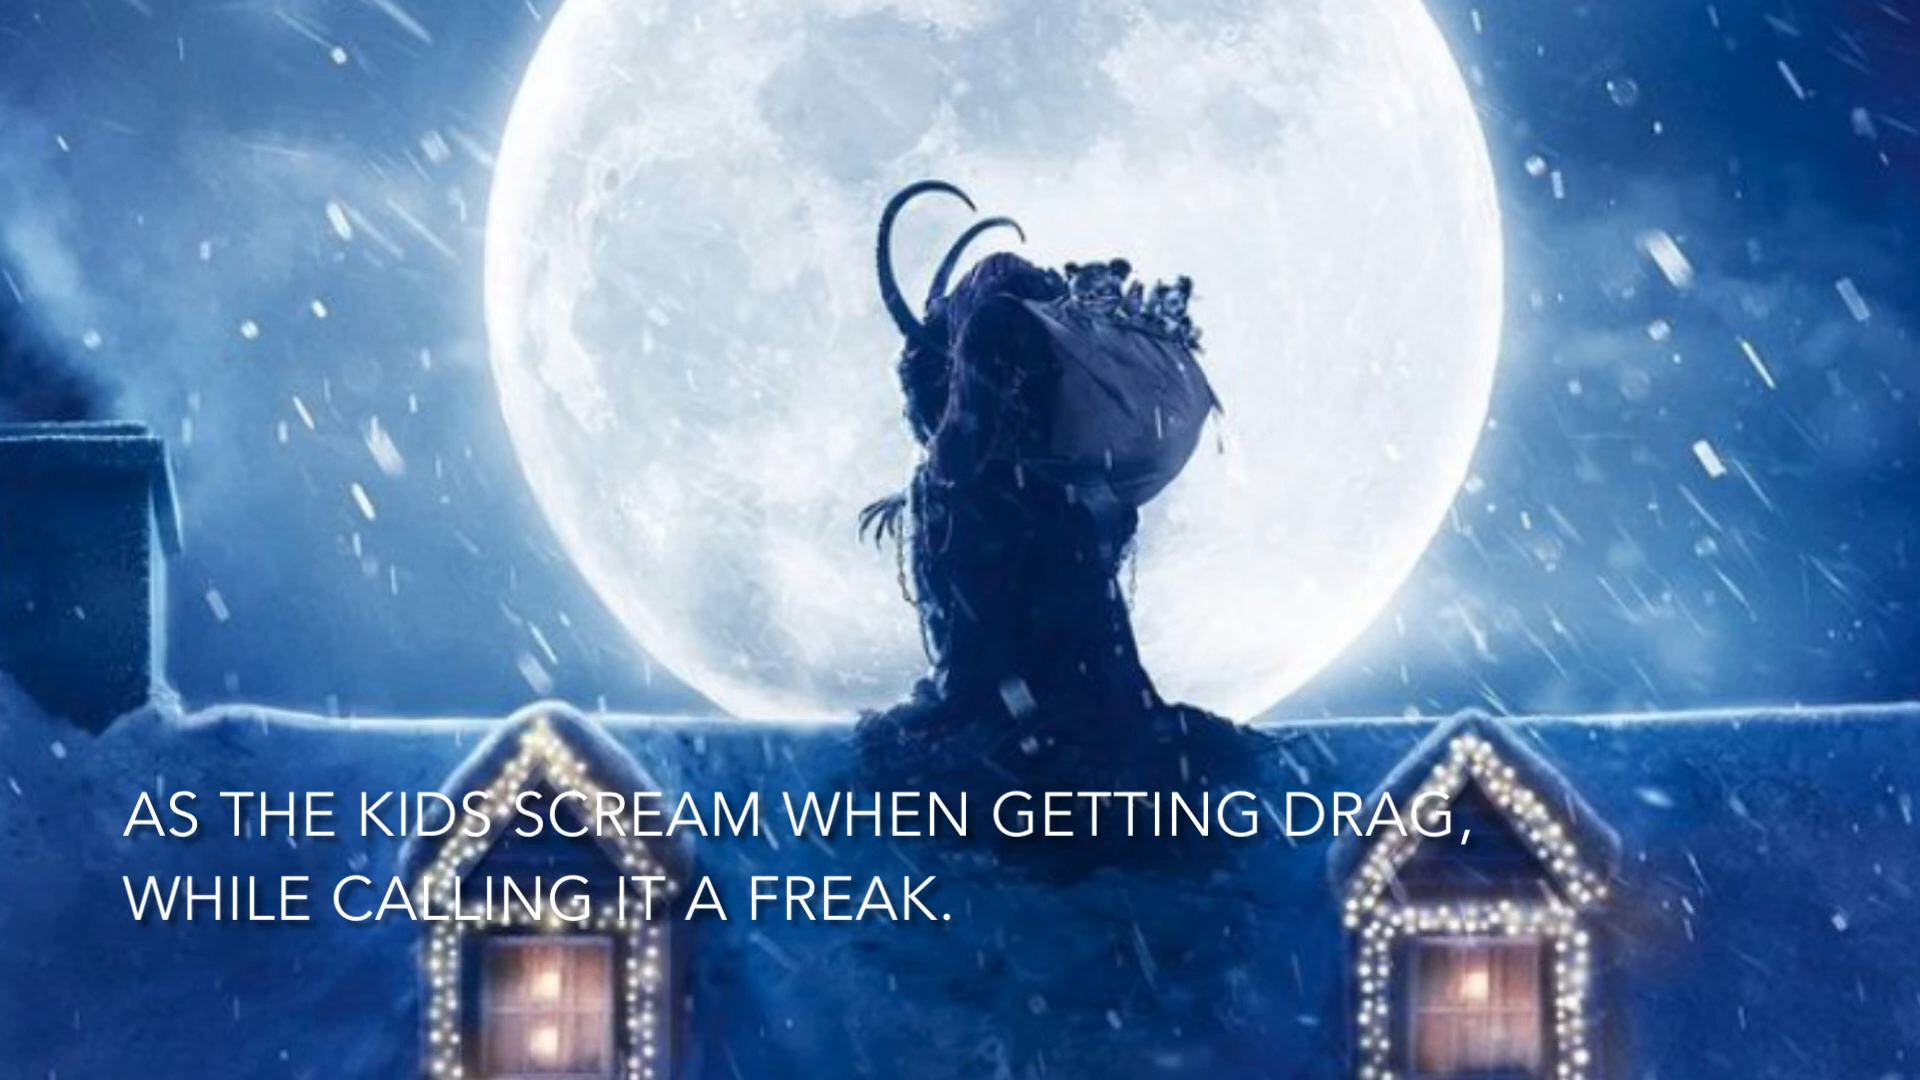 AS THE KIDS SCREAM WHEN GETTING DRAG,
WHILE CALLING IT A FREAK.